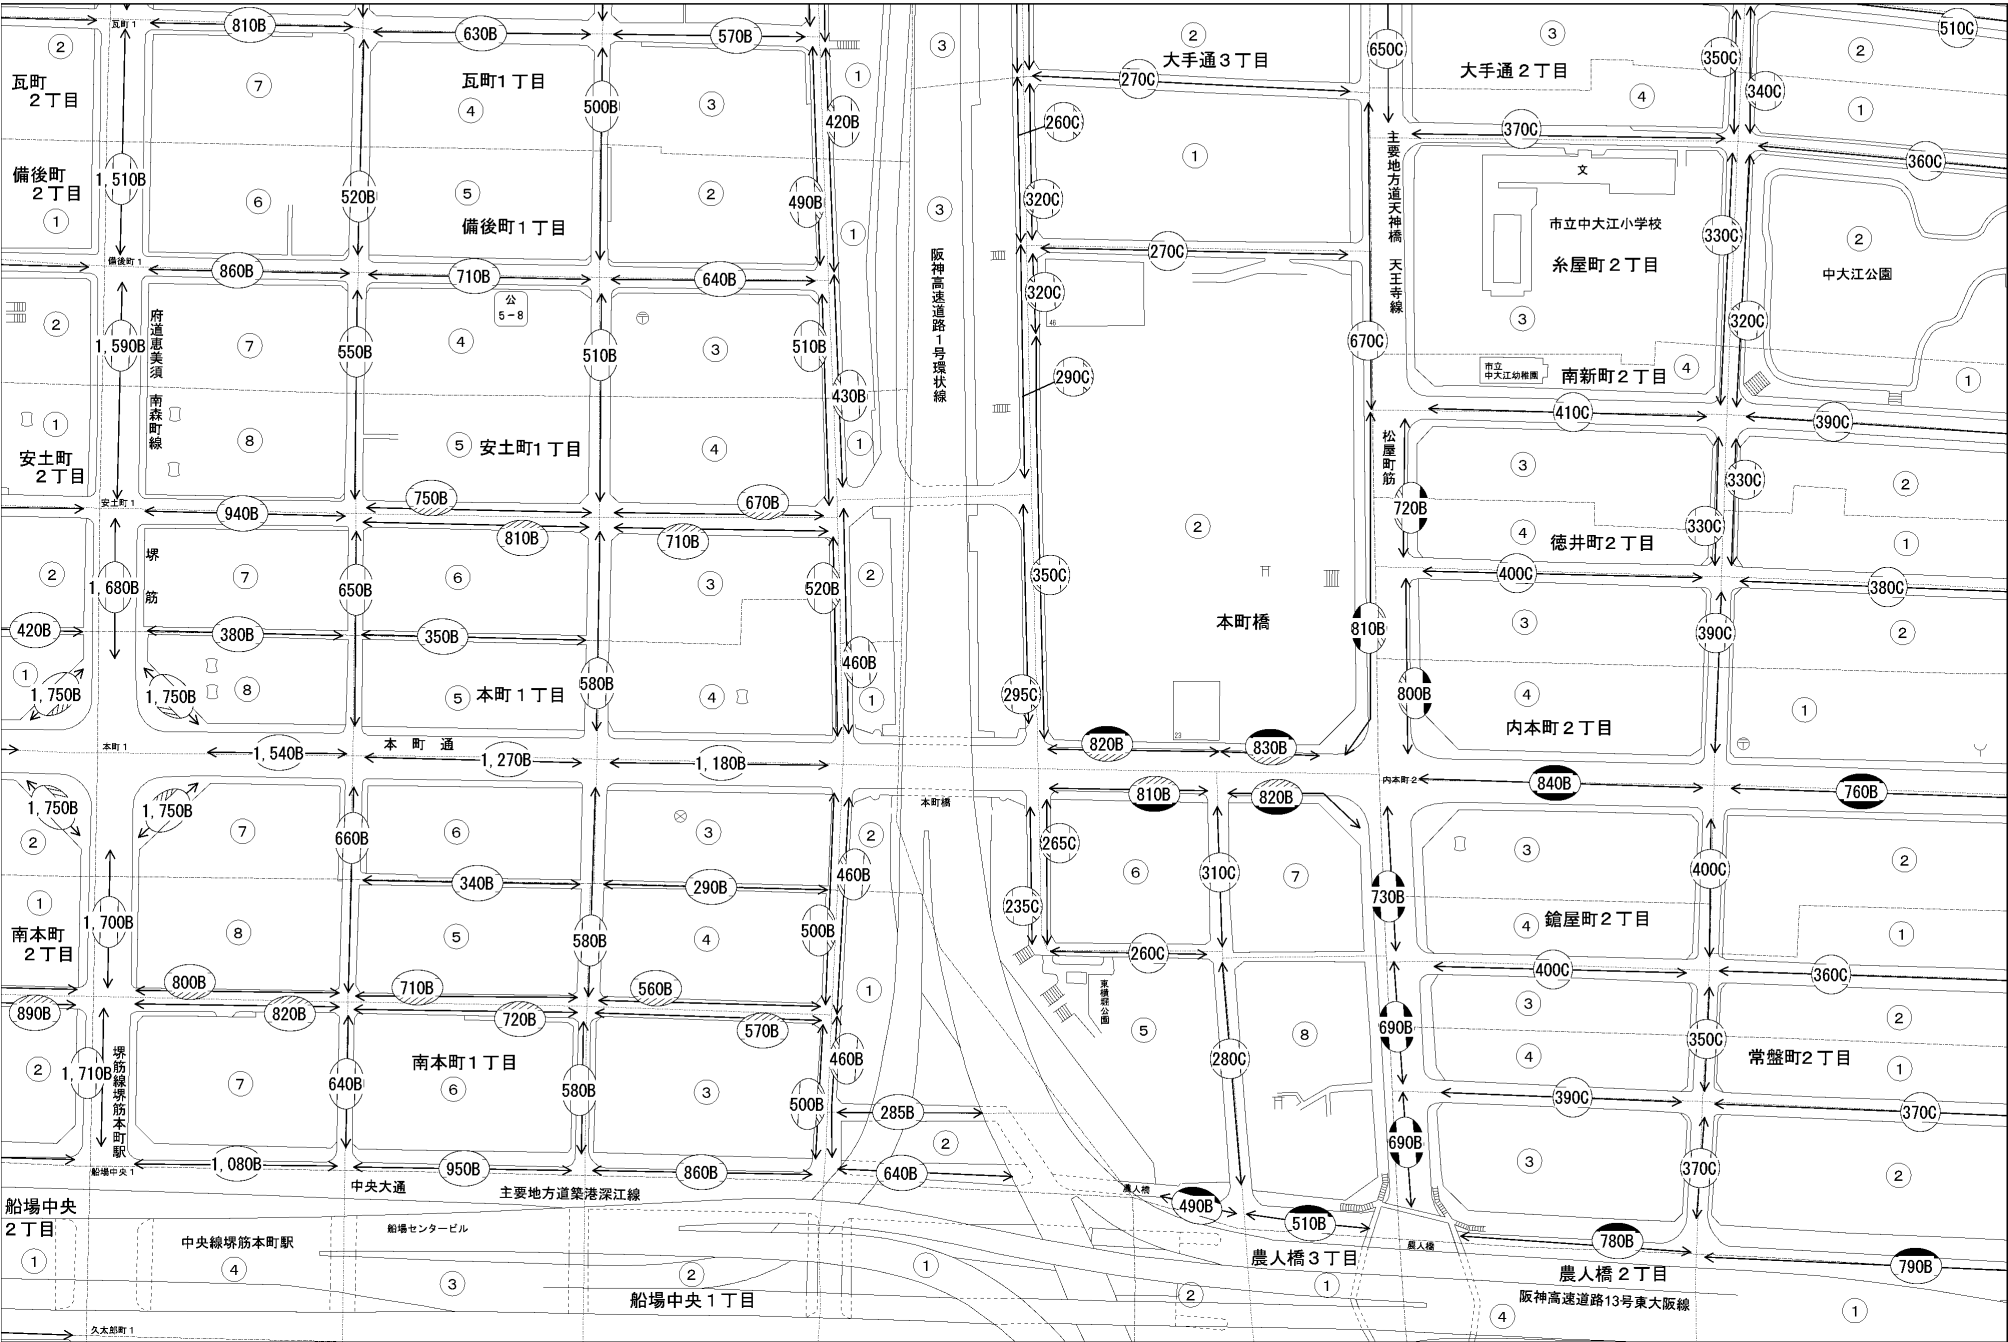 瓦町1
810B
630B
570B
650C
510C
2
3
2
大手通3丁目
3
大手通2丁目
350C
2
瓦町
2丁目
7
瓦町1丁目
4
500B
3
1
420B
270C
260C
4
340C
1
370C
360C
主要地方道天神橋　天王寺線
文
備後町
2丁目
1
1,510B
6
520B
5
備後町1丁目
2
490B
1
3
1
320C
市立中大江小学校
糸屋町2丁目
330C
2
中大江公園
備後町1
860B
710B
640B
阪神高速道路1号環状線
270C
320C
46
公
5-8
2
1,590B
府道恵美須　南森町線
7
550B
4
510B
3
510B
430B
290C
670C
3
320C
市立
中大江幼稚園
南新町2丁目
4
1
410C
390C
1
安土町
2丁目
8
5
安土町1丁目
4
1
松屋町筋
3
330C
2
安土町1
940B
750B
810B
670B
710B
720B
4
330C
徳井町2丁目
1
2
堺筋
7
1,680B
650B
6
3
520B
2
350C
2
400C
380C
420B
380B
350B
本町橋
810B
3
390C
2
1
1,750B
1,750B
8
5
本町1丁目
580B
4
460B
1
295C
800B
4
内本町2丁目
1
23
本町1
1,540B
本町通
1,270B
1,180B
820B
830B
内本町2
840B
760B
1,750B
1,750B
7
660B
6
3
2
本町橋
810B
820B
265C
6
310C
7
3
400C
2
2
340B
290B
460B
235C
730B
1
南本町
2丁目
1,700B
8
5
580B
4
500B
4
鎗屋町2丁目
1
260C
400C
360C
800B
710B
560B
1
東横堀公園
890B
820B
720B
570B
5
8
690B
3
350C
2
2
1,710B
堺筋線堺筋本町駅
7
640B
南本町1丁目
6
580B
3
500B
460B
280C
4
常盤町2丁目
1
285B
390C
370C
2
690B
3
370C
2
船場中央1
1,080B
950B
860B
640B
中央大通
主要地方道築港深江線
農人橋
490B
510B
農人橋
780B
790B
船場中央
2丁目
1
中央線堺筋本町駅
4
船場センタービル
3
2
船場中央1丁目
1
2
農人橋3丁目
1
農人橋2丁目
阪神高速道路13号東大阪線
4
1
久太郎町1